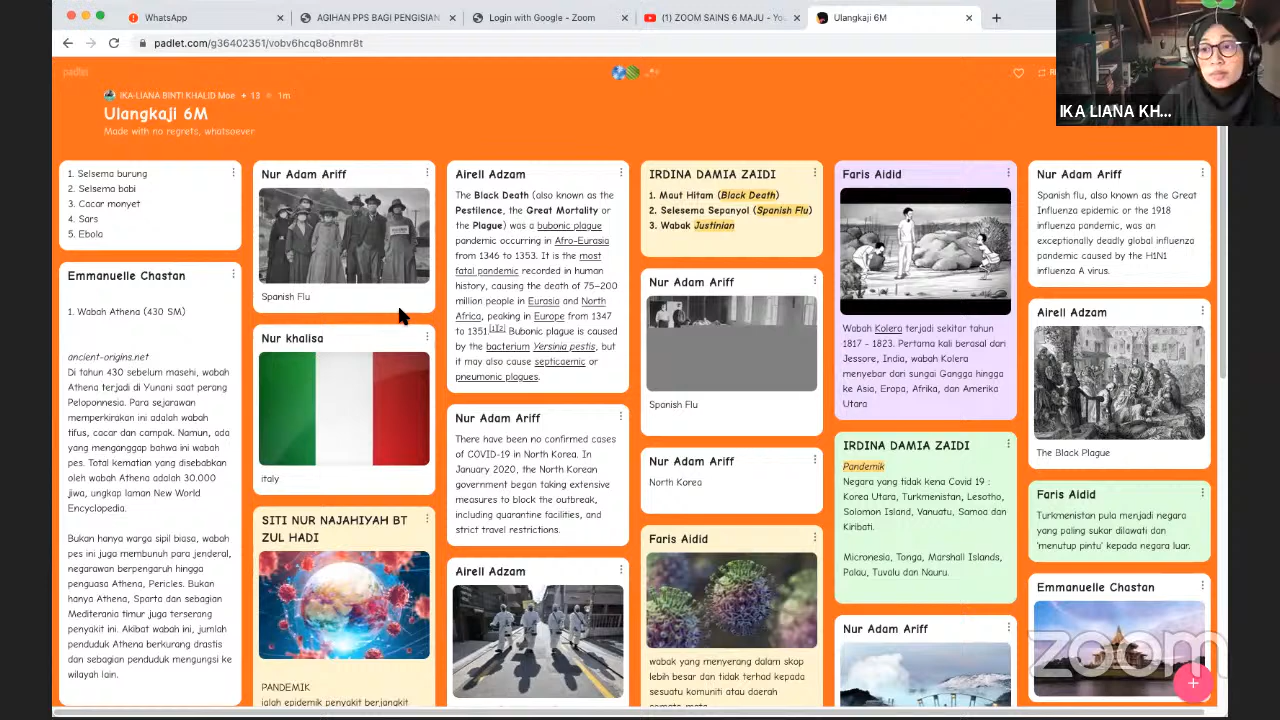 WhatsApp
AGIHAN PPS BAGI PENGISIAN
Login with Google - Zoom
(1) ZOOM SAINS 6 MAJU - Yo
Ulangkaji 6M
padlet.com/g36402351/vobv6hcq8o8nmr8t
padlet
IKA-LIANA BINTI KHALID Moe + 13 1m
Ulangkaji 6M
Made with no regrets, whatsoever
IKA LIANA KH...
1. Selsema burung
2. Selsema babi
3. Cacar monyet
4. Sars
5. Ebola
Emmanuelle Chastan
1. Wabah Athena (430 SM)
ancient-origins.net
Di tahun 430 sebelum masehi, wabah
Athena terjadi di Yunani saat perang
Peloponnesia. Para sejarawan
memperkirakan ini adalah wabah
tifus, cacar dan campak. Namun, ada
yang menganggap bahwa ini wabah
pes. Total kematian yang disebabkan
oleh wabah Athena adalah 30.000
jiwa, ungkap laman New World
Encyclopedia.
Bukan hanya warga sipil biasa, wabah
pes ini juga membunuh para jenderal,
negarawan berpengaruh hingga
penguasa Athena, Pericles. Bukan
hanya Athena, Sparta dan sebagian
Mediterania timur juga terserang
penyakit ini. Akibat wabah ini, jumlah
penduduk Athena berkurang drastis
dan sebagian penduduk mengungsi ke
wilayah lain.
Nur Adam Ariff
Spanish Flu
Nur khalisa
italy
SITI NUR NAJAHIYAH BT
ZUL HADI
PANDEMIK
ialah epidemik penyakit berjangkit
Airell Adzam
The Black Death (also known as the
Pestilence, the Great Mortality or
the Plague) was a bubonic plague
pandemic occurring in Afro-Eurasia
from 1346 to 1353. It is the most
fatal pandemic recorded in human
history, causing the death of 75–200
million people in Eurasia and North
Africa, peaking in Europe from 1347
to 1351.[1][2] Bubonic plague is caused
by the bacterium Yersinia pestis, but
it may also cause septicaemic or
pneumonic plagues.
Nur Adam Ariff
There have been no confirmed cases
of COVID-19 in North Korea. In
January 2020, the North Korean
government began taking extensive
measures to block the outbreak,
including quarantine facilities, and
strict travel restrictions.
Airell Adzam
IRDINA DAMIA ZAIDI
1. Maut Hitam (Black Death)
2. Selesema Sepanyol (Spanish Flu)
3. Wabak Justinian
Nur Adam Ariff
Spanish Flu
Nur Adam Ariff
North Korea
Faris Aidid
wabak yang menyerang dalam skop
lebih besar dan tidak terhad kepada
sesuatu komuniti atau daerah
semata-mata
Faris Aidid
Wabah Kolera terjadi sekitar tahun
1817 - 1823. Pertama kali berasal dari
Jessore, India, wabah Kolera
menyebar dari sungai Gangga hingga
ke Asia, Eropa, Afrika, dan Amerika
Utara
IRDINA DAMIA ZAIDI
Pandemik
Negara yang tidak kena Covid 19 :
Korea Utara, Turkmenistan, Lesotho,
Solomon Island, Vanuatu, Samoa dan
Kiribati.
Micronesia, Tonga, Marshall Islands,
Palau, Tuvalu dan Nauru.
Nur Adam Ariff
Nur Adam Ariff
Spanish flu, also known as the Great
Influenza epidemic or the 1918
influenza pandemic, was an
exceptionally deadly global influenza
pandemic caused by the H1N1
influenza A virus.
Airell Adzam
The Black Plague
Faris Aidid
Turkmenistan pula menjadi negara
yang paling sukar dilawati dan
'menutup pintu' kepada negara luar.
Emmanuelle Chastan
zoom